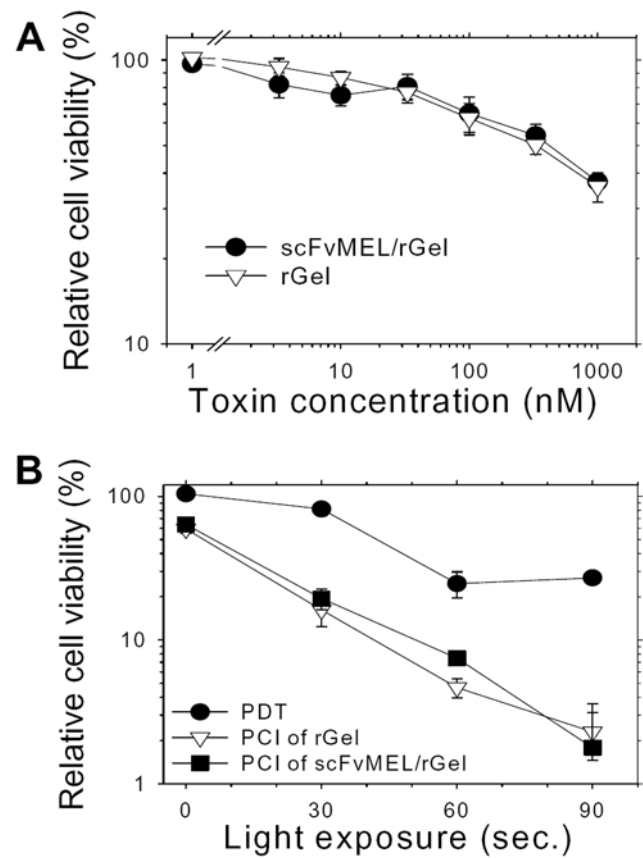 A
Relative cell viability (%)
100
10
scFvMEL/rGel
rGel
1 10 100 1000
Toxin concentration (nM)
B
Relative cell viability (%)
100
10
1
PDT
PCI of rGel
PCI of scFvMEL/rGel
0 30 60 90
Light exposure (sec.)